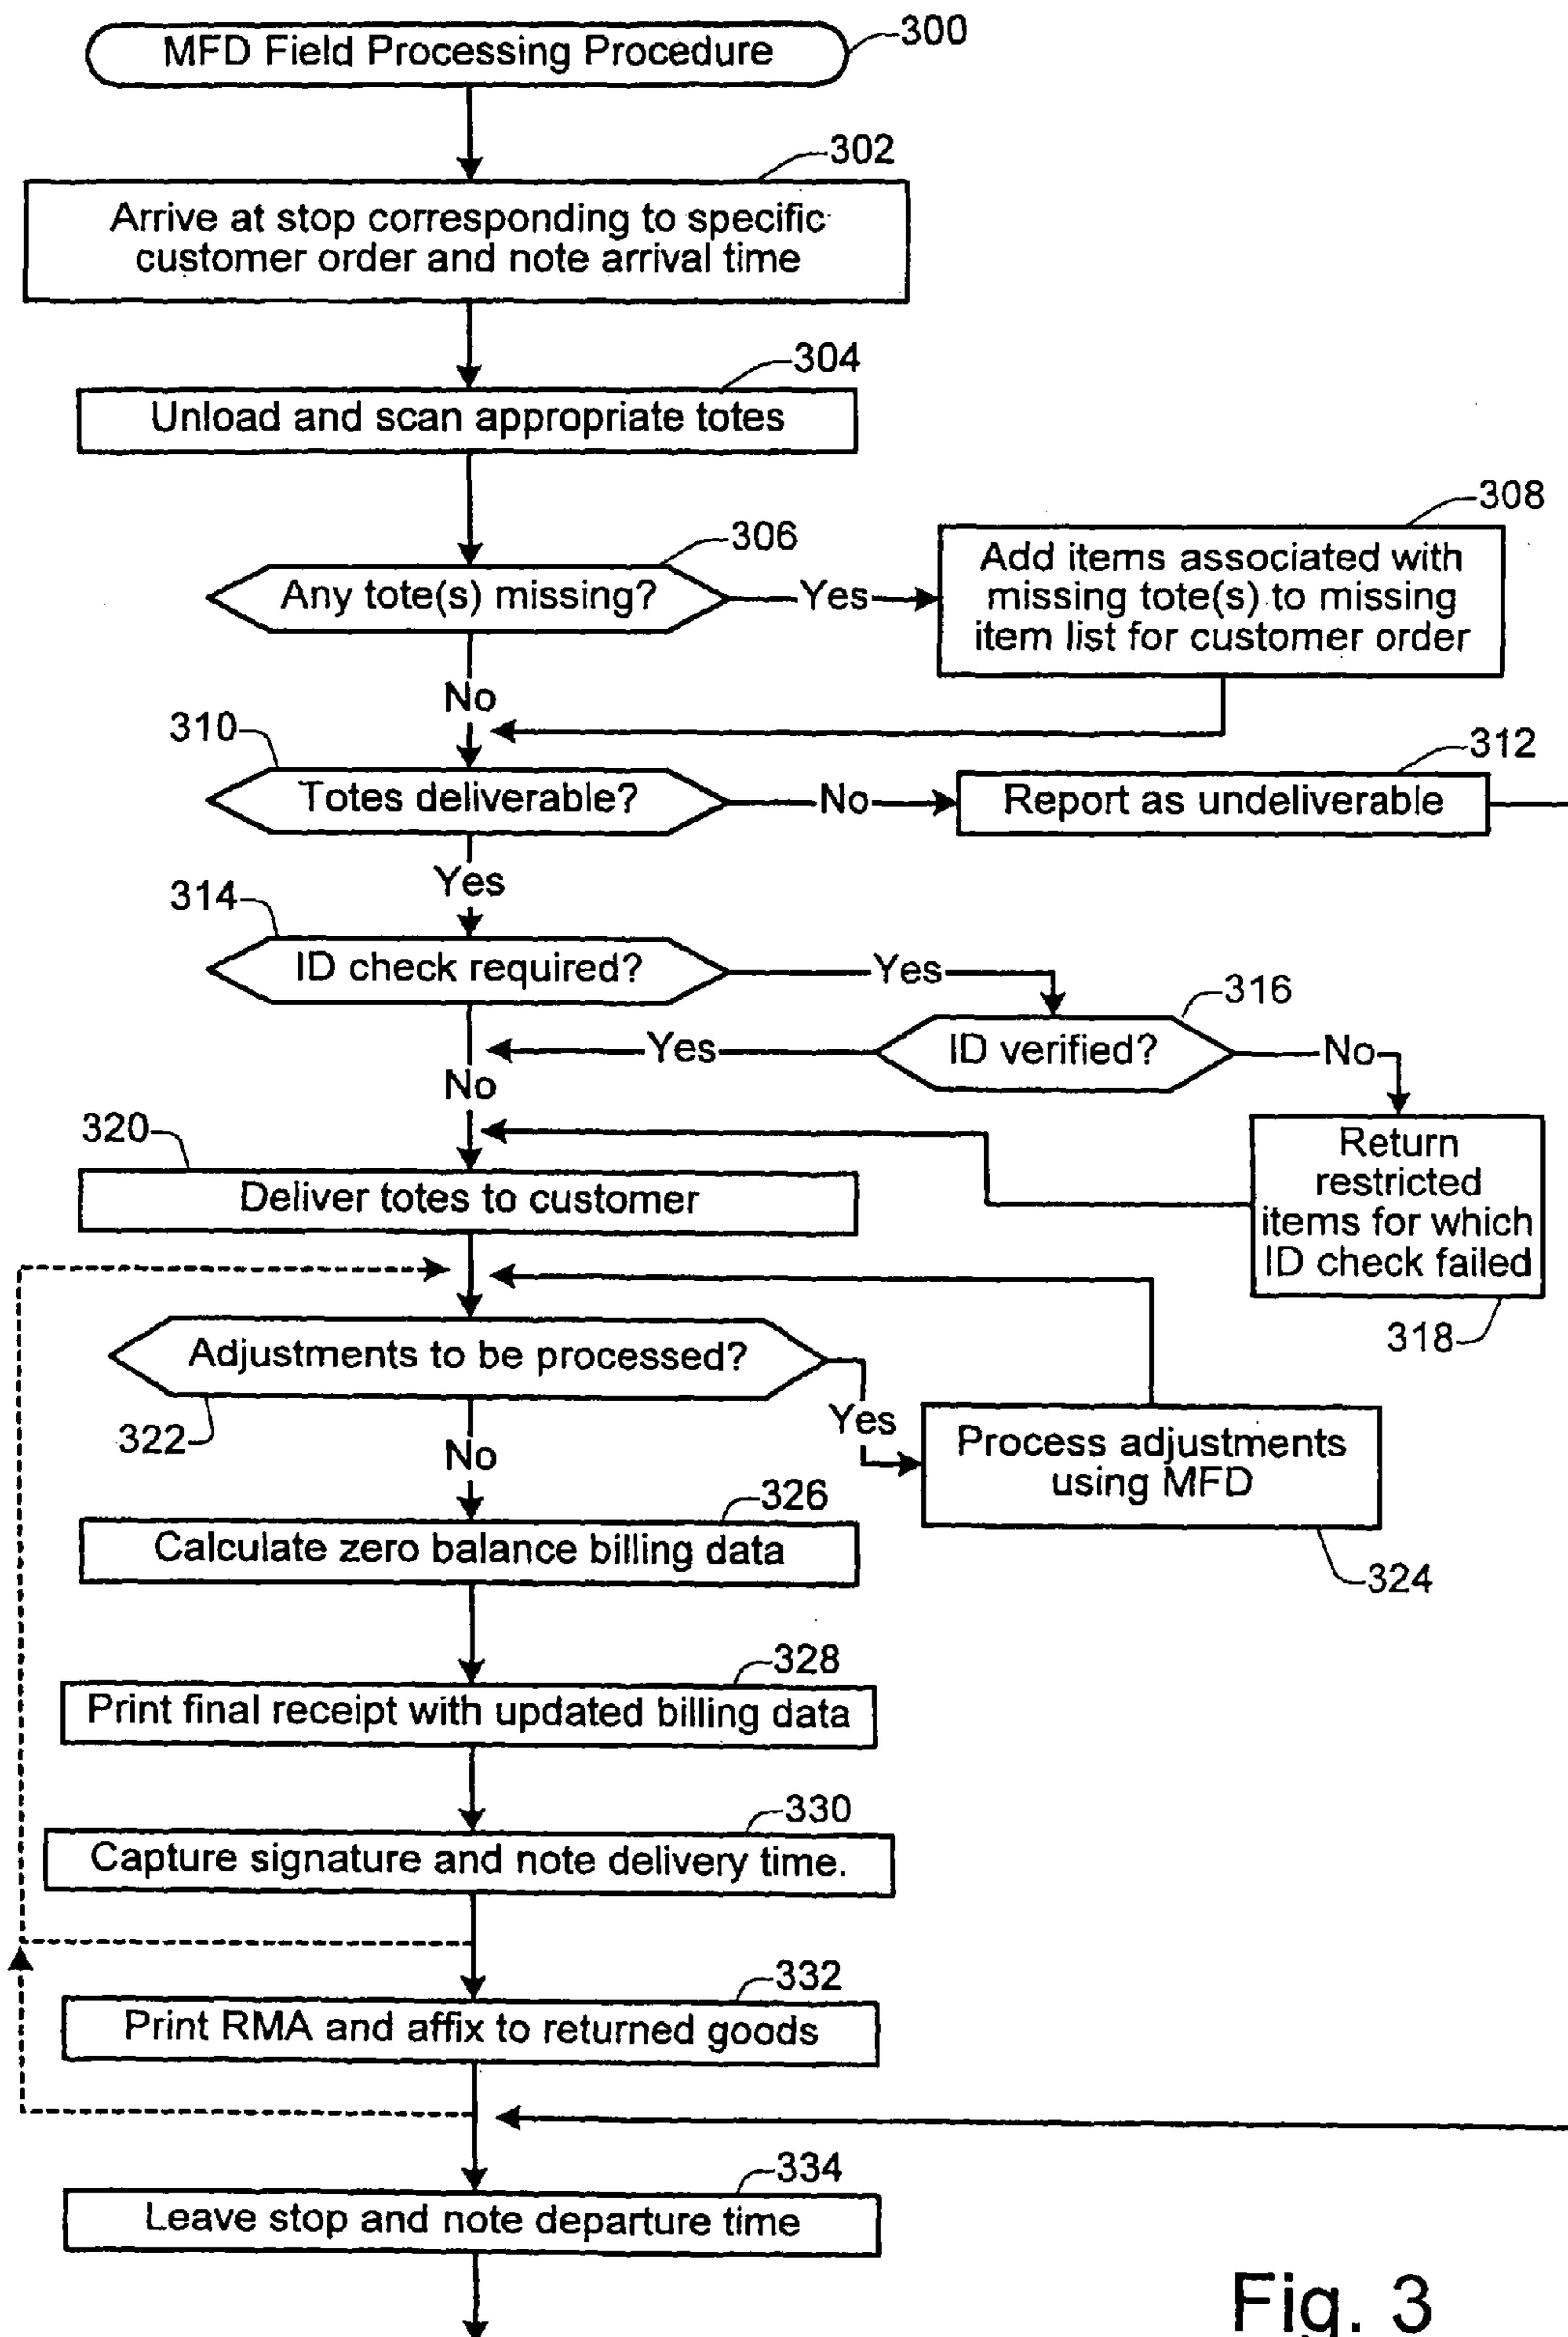 MFD Field Processing Procedure
300
302
Arrive at stop corresponding to specific
customer order and note arrival time
304
Unload and scan appropriate totes
306
Any tote(s) missing?
Yes
308
Add items associated with
missing tote(s) to missing
item list for customer order
No
310
Totes deliverable?
No
312
Report as undeliverable
Yes
314
ID check required?
Yes
316
ID verified?
Yes
No
No
318
Return
restricted
items for which
ID check failed
320
Deliver totes to customer
Adjustments to be processed?
322
Yes
Process adjustments
using MFD
324
No
326
Calculate zero balance billing data
328
Print final receipt with updated billing data
330
Capture signature and note delivery time.
332
Print RMA and affix to returned goods
334
Leave stop and note departure time
Fig. 3